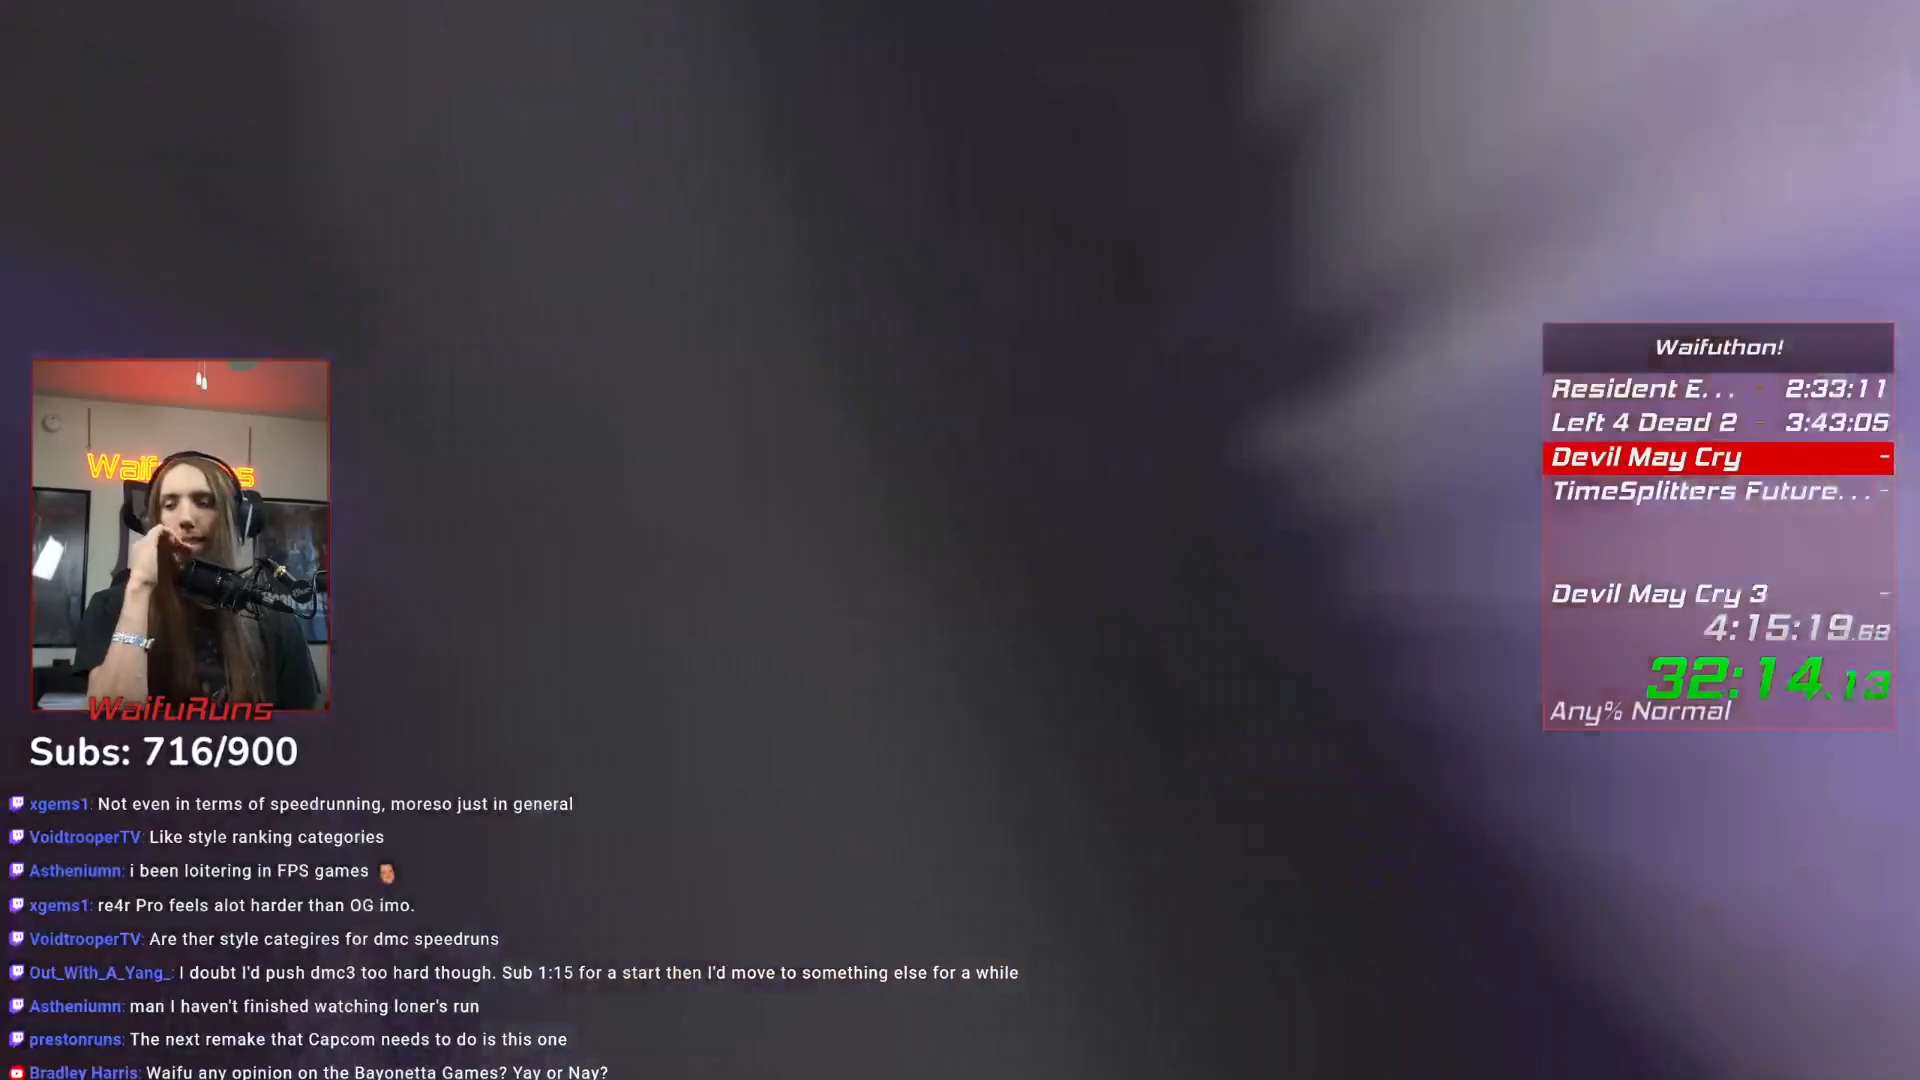 Waifuthon!
Resident E... - 2:33:11
Left 4 Dead 2 - 3:43:05
Devil May Cry -
TimeSplitters Future... -
Devil May Cry 3 -
4:15:19
32:14.13
Any% Normal
WaifuRuns
Subs: 716/900
xgems1: Not even in terms of speedrunning, moreso just in general
VoidtrooperTV: Like style ranking categories
Astheniumn: i been loitering in FPS games
xgems1: re4r Pro feels alot harder than OG imo.
VoidtrooperTV: Are ther style categires for dmc speedruns
Out_With_A_Yang_: I doubt I'd push dmc3 too hard though. Sub 1:15 for a start then I'd move to something else for a while
Astheniumn: man I haven't finished watching loner's run
prestonruns: The next remake that Capcom needs to do is this one
Bradley Harris: Waifu any opinion on the Bayonetta Games? Yay or Nay?